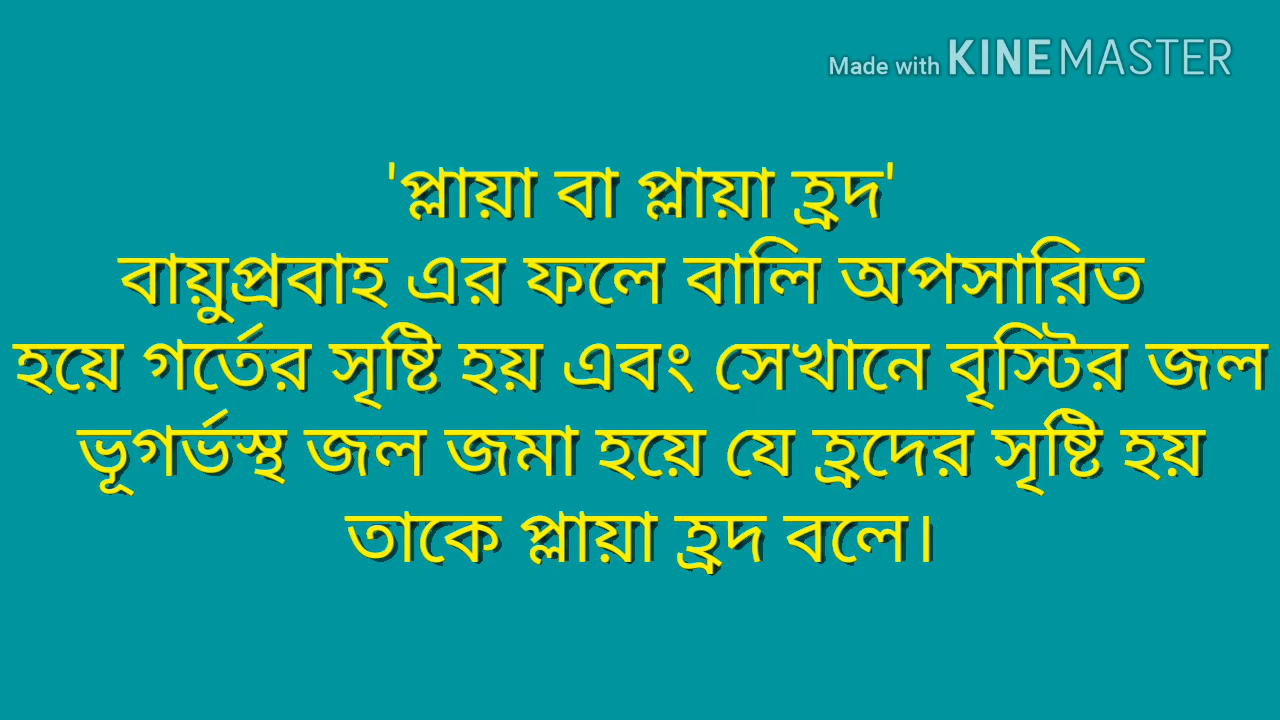 Made with KINEMASTER
'প্লায়া বা প্লায়া হ্রদ'
বায়ুপ্রবাহ এর ফলে বালি অপসারিত
হয়ে গর্তের সৃষ্টি হয় এবং সেখানে বৃস্টির জল
ভূগর্ভস্থ জল জমা হয়ে যে হ্রদের সৃষ্টি হয়
তাকে প্লায়া হ্রদ বলে।